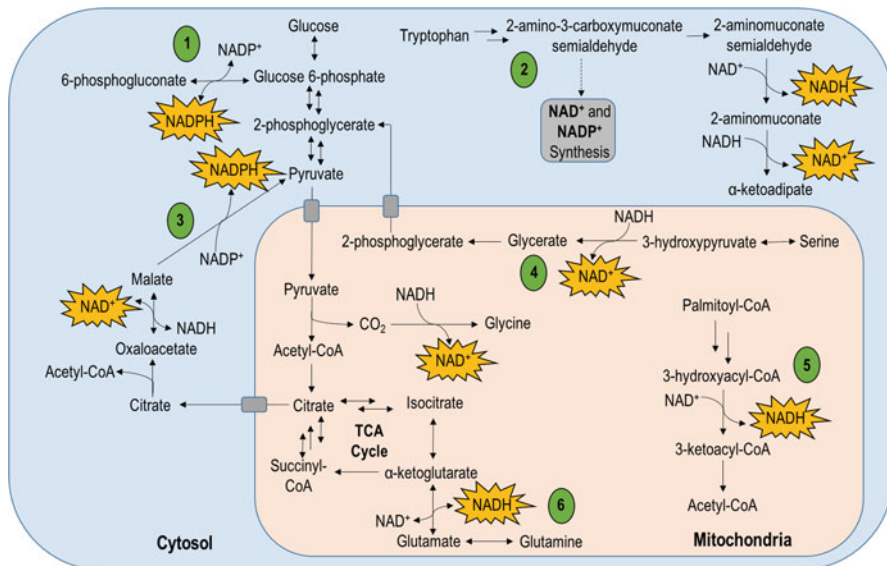 1
NADP⁺
Glucose
6-phosphogluconate
Glucose 6-phosphate
NADPH
2-phosphoglycerate
NADPH
Pyruvate
3
NADP⁺
Malate
NAD⁺
NADH
Oxaloacetate
Acetyl-CoA
Citrate
Cytosol
Tryptophan
2-amino-3-carboxymuconate
semialdehyde
2
NAD⁺ and
NADP⁺
Synthesis
2-aminomuconate
semialdehyde
NAD⁺
NADH
2-aminomuconate
NADH
NAD⁺
α-ketoadipate
2-phosphoglycerate
Glycerate
NADH
3-hydroxypyruvate
Serine
4
NAD⁺
Pyruvate
NADH
CO₂
Glycine
NAD⁺
Acetyl-CoA
Citrate
Isocitrate
TCA
Cycle
Succinyl-
CoA
α-ketoglutarate
NADH
6
NAD⁺
Glutamate
Glutamine
Palmitoyl-CoA
3-hydroxyacyl-CoA
5
NAD⁺
NADH
3-ketoacyl-CoA
Acetyl-CoA
Mitochondria